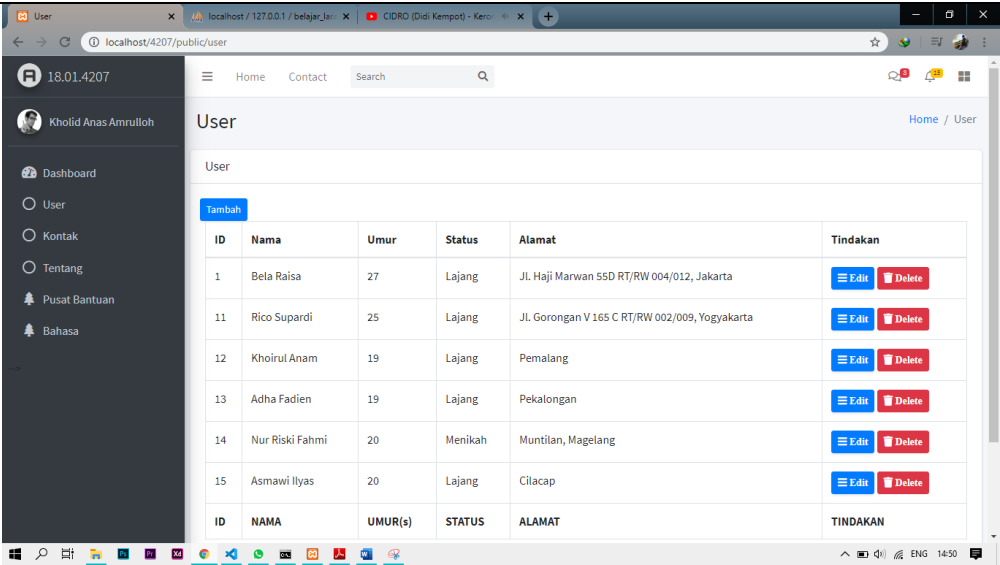 User
localhost / 127.0.0.1 / belajar_lar
CIDRO (Didi Kempot) - Keron
localhost/4207/public/user
18.01.4207
Home Contact Search
3 15
Kholid Anas Amrulloh
User
Home / User
Dashboard
User
Kontak
Tentang
Pusat Bantuan
Bahasa
-->
User
Tambah
ID Nama Umur Status Alamat Tindakan
1 Bela Raisa 27 Lajang Jl. Haji Marwan 55D RT/RW 004/012, Jakarta Edit Delete
11 Rico Supardi 25 Lajang Jl. Gorongan V 165 C RT/RW 002/009, Yogyakarta Edit Delete
12 Khoirul Anam 19 Lajang Pemalang Edit Delete
13 Adha Fadien 19 Lajang Pekalongan Edit Delete
14 Nur Riski Fahmi 20 Menikah Muntilan, Magelang Edit Delete
15 Asmawi Ilyas 20 Lajang Cilacap Edit Delete
ID NAMA UMUR(s) STATUS ALAMAT TINDAKAN
Ps Pr Xd
ENG 14:50